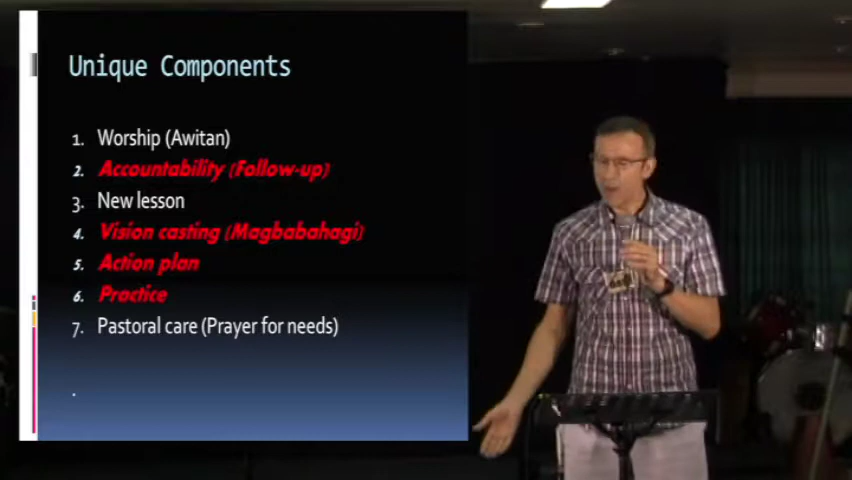 Unique Components
1. Worship (Awitan)
2. Accountability (Follow-up)
3. New lesson
4. Vision casting (Magbabahagi)
5. Action plan
6. Practice
7. Pastoral care (Prayer for needs)
.